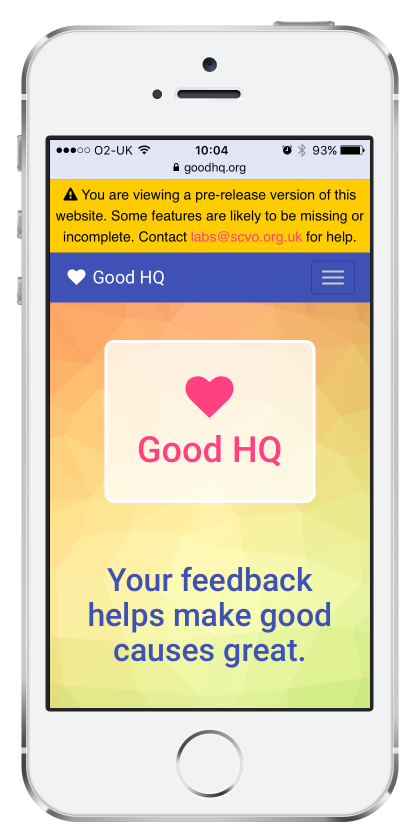 O2-UK 10:04 93%
goodhq.org
You are viewing a pre-release version of this
website. Some features are likely to be missing or
incomplete. Contact labs@scvo.org.uk for help.
Good HQ
Good HQ
Your feedback
helps make good
causes great.